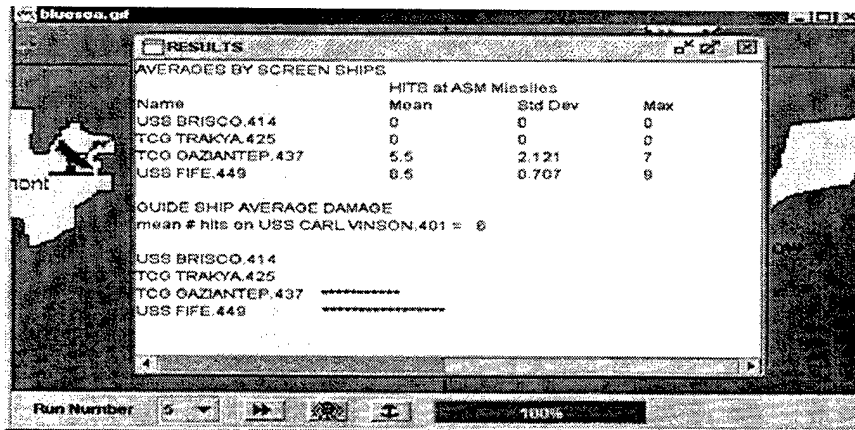 bluesea.gif
RESULTS
AVERAGES BY SCREEN SHIPS
HITS at ASM Missiles
Name Mean Std Dev Max
USS BRISCO.414 0 0 0
TCG TRAKYA.425 0 0 0
TCG GAZIANTEP.437 5.5 2.121 7
USS FIFE.449 8.5 0.707 9
GUIDE SHIP AVERAGE DAMAGE
mean # hits on USS CARL VINSON.401 = 6
USS BRISCO.414
TCG TRAKYA.425
TCG GAZIANTEP.437 ***********
USS FIFE.449 *****************
mont
Run Number 5 100%